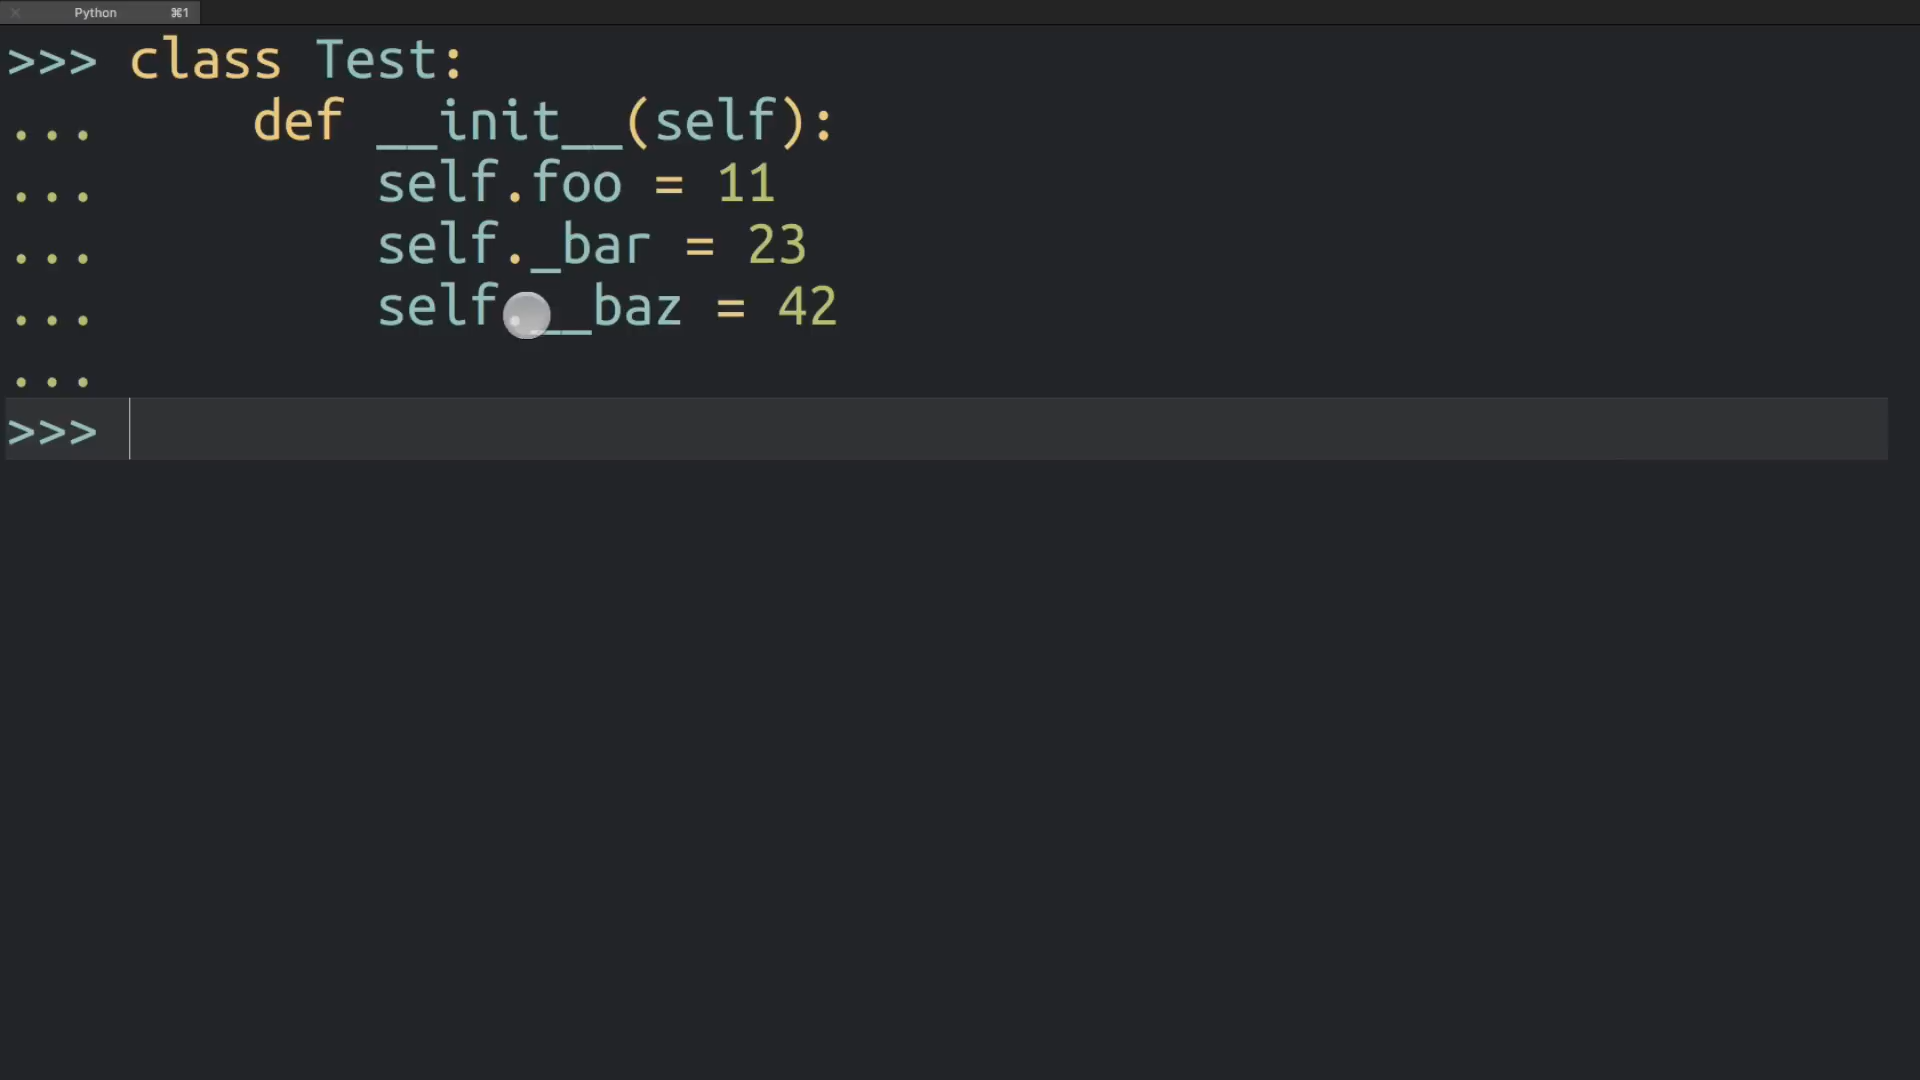 Python ⌘1
>>> class Test:
...     def __init__(self):
...         self.foo = 11
...         self._bar = 23
...         self.__baz = 42
...
>>>